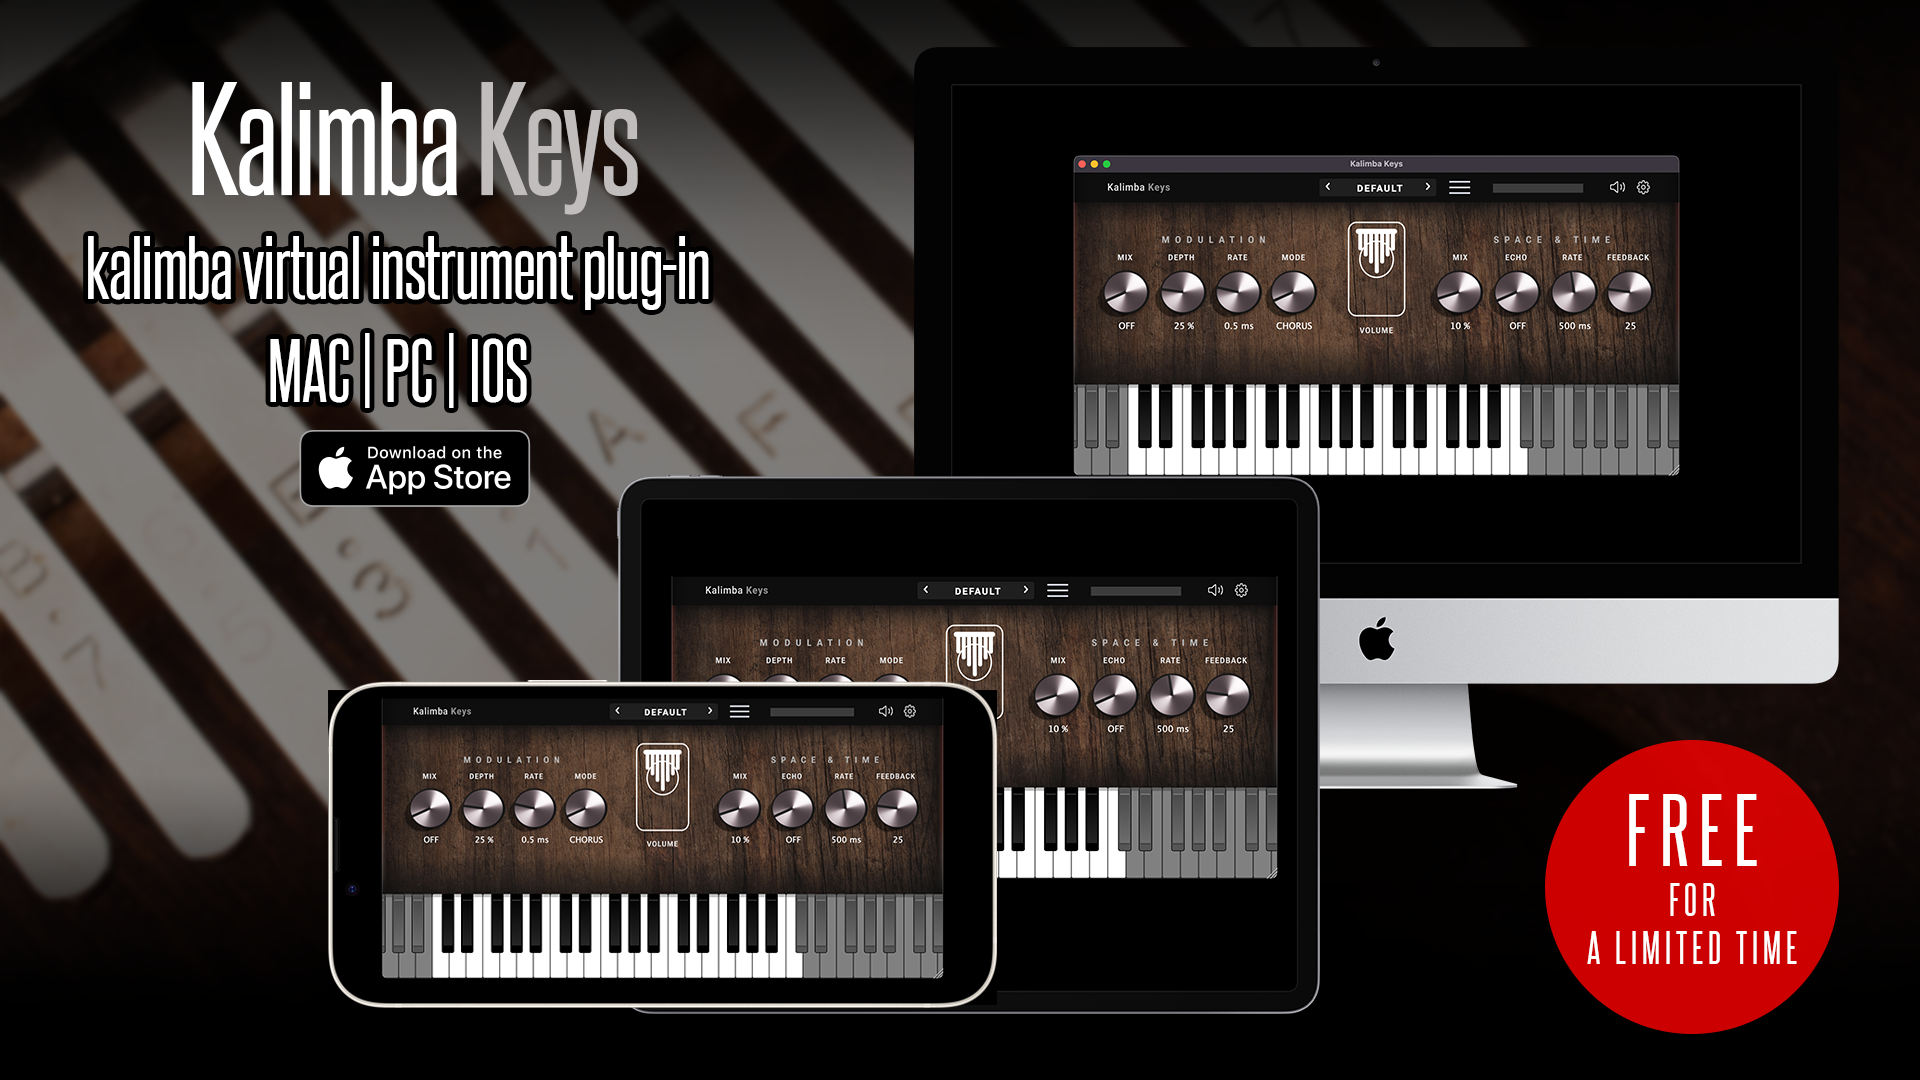 Kalimba Keys
kalimba virtual instrument plug-in
MAC | PC | IOS
Download on the
App Store
Kalimba Keys
Kalimba Keys
DEFAULT
MODULATION
SPACE & TIME
MIX DEPTH RATE MODE
MIX ECHO RATE FEEDBACK
OFF 25 % 0.5 ms CHORUS
VOLUME
10 % OFF 500 ms 25
Kalimba Keys
DEFAULT
MODULATION
SPACE & TIME
MIX DEPTH RATE MODE
MIX ECHO RATE FEEDBACK
10 % OFF 500 ms 25
Kalimba Keys
DEFAULT
MODULATION
SPACE & TIME
MIX DEPTH RATE MODE
MIX ECHO RATE FEEDBACK
OFF 25 % 0.5 ms CHORUS
VOLUME
10 % OFF 500 ms 25
B
7
E
3
A
1
F
FREE
FOR
A LIMITED TIME